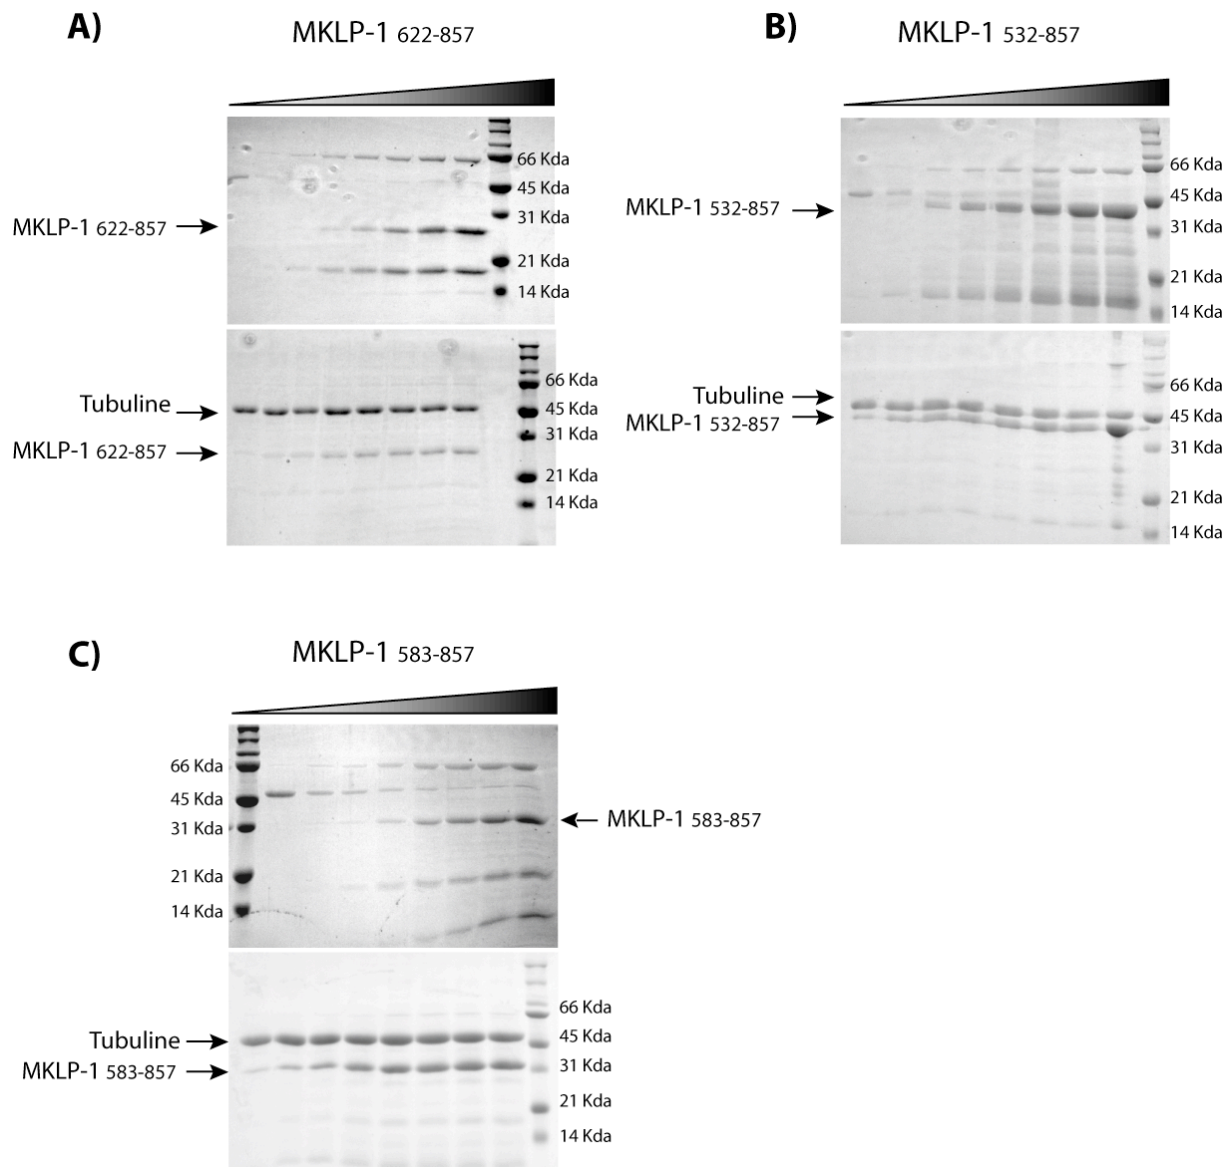 A)
MKLP-1 622-857
66 Kda
45 Kda
31 Kda
MKLP-1 622-857
21 Kda
14 Kda
66 Kda
Tubuline
45 Kda
31 Kda
MKLP-1 622-857
21 Kda
14 Kda
B)
MKLP-1 532-857
66 Kda
45 Kda
MKLP-1 532-857
31 Kda
21 Kda
14 Kda
66 Kda
Tubuline
45 Kda
MKLP-1 532-857
31 Kda
21 Kda
14 Kda
C)
MKLP-1 583-857
66 Kda
45 Kda
MKLP-1 583-857
31 Kda
21 Kda
14 Kda
66 Kda
Tubuline
45 Kda
31 Kda
MKLP-1 583-857
21 Kda
14 Kda